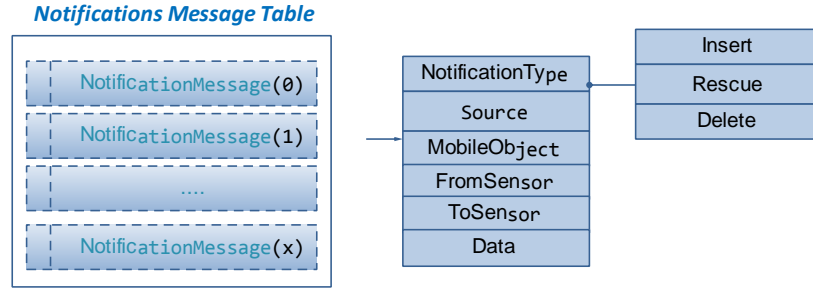 Notifications Message Table
NotificationMessage(0)
NotificationMessage(1)
....
NotificationMessage(x)
NotificationType
Source
MobileObject
FromSensor
ToSensor
Data
Insert
Rescue
Delete